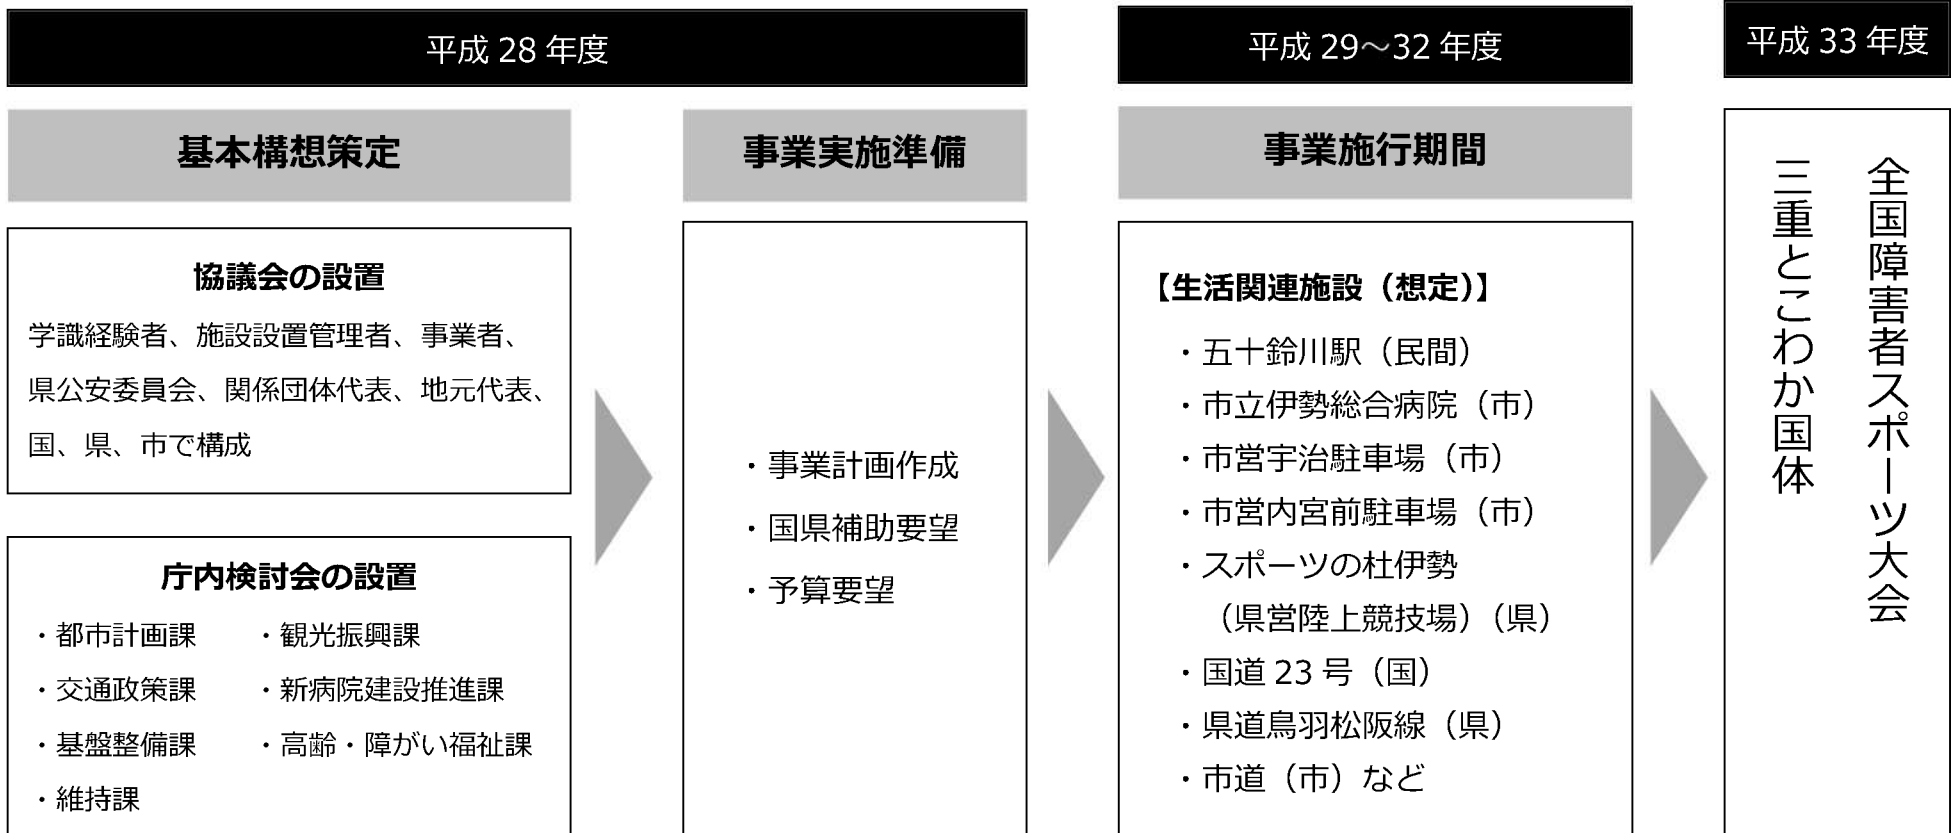 平成 28 年度
基本構想策定
協議会の設置
学識経験者、施設設置管理者、事業者、
県公安委員会、関係団体代表、地元代表、
国、県、市で構成
庁内検討会の設置
・都市計画課
・交通政策課
・基盤整備課
・維持課
・観光振興課
・新病院建設推進課
・高齢・障がい福祉課
事業実施準備
・事業計画作成
・国県補助要望
・予算要望
平成 29～32 年度
事業施行期間
【生活関連施設（想定）】
・五十鈴川駅（民間）
・市立伊勢総合病院（市）
・市営宇治駐車場（市）
・市営内宮前駐車場（市）
・スポーツの杜伊勢
（県営陸上競技場）（県）
・国道 23 号（国）
・県道鳥羽松阪線（県）
・市道（市）など
平成 33 年度
全国障害者スポーツ大会
三重とこわか国体